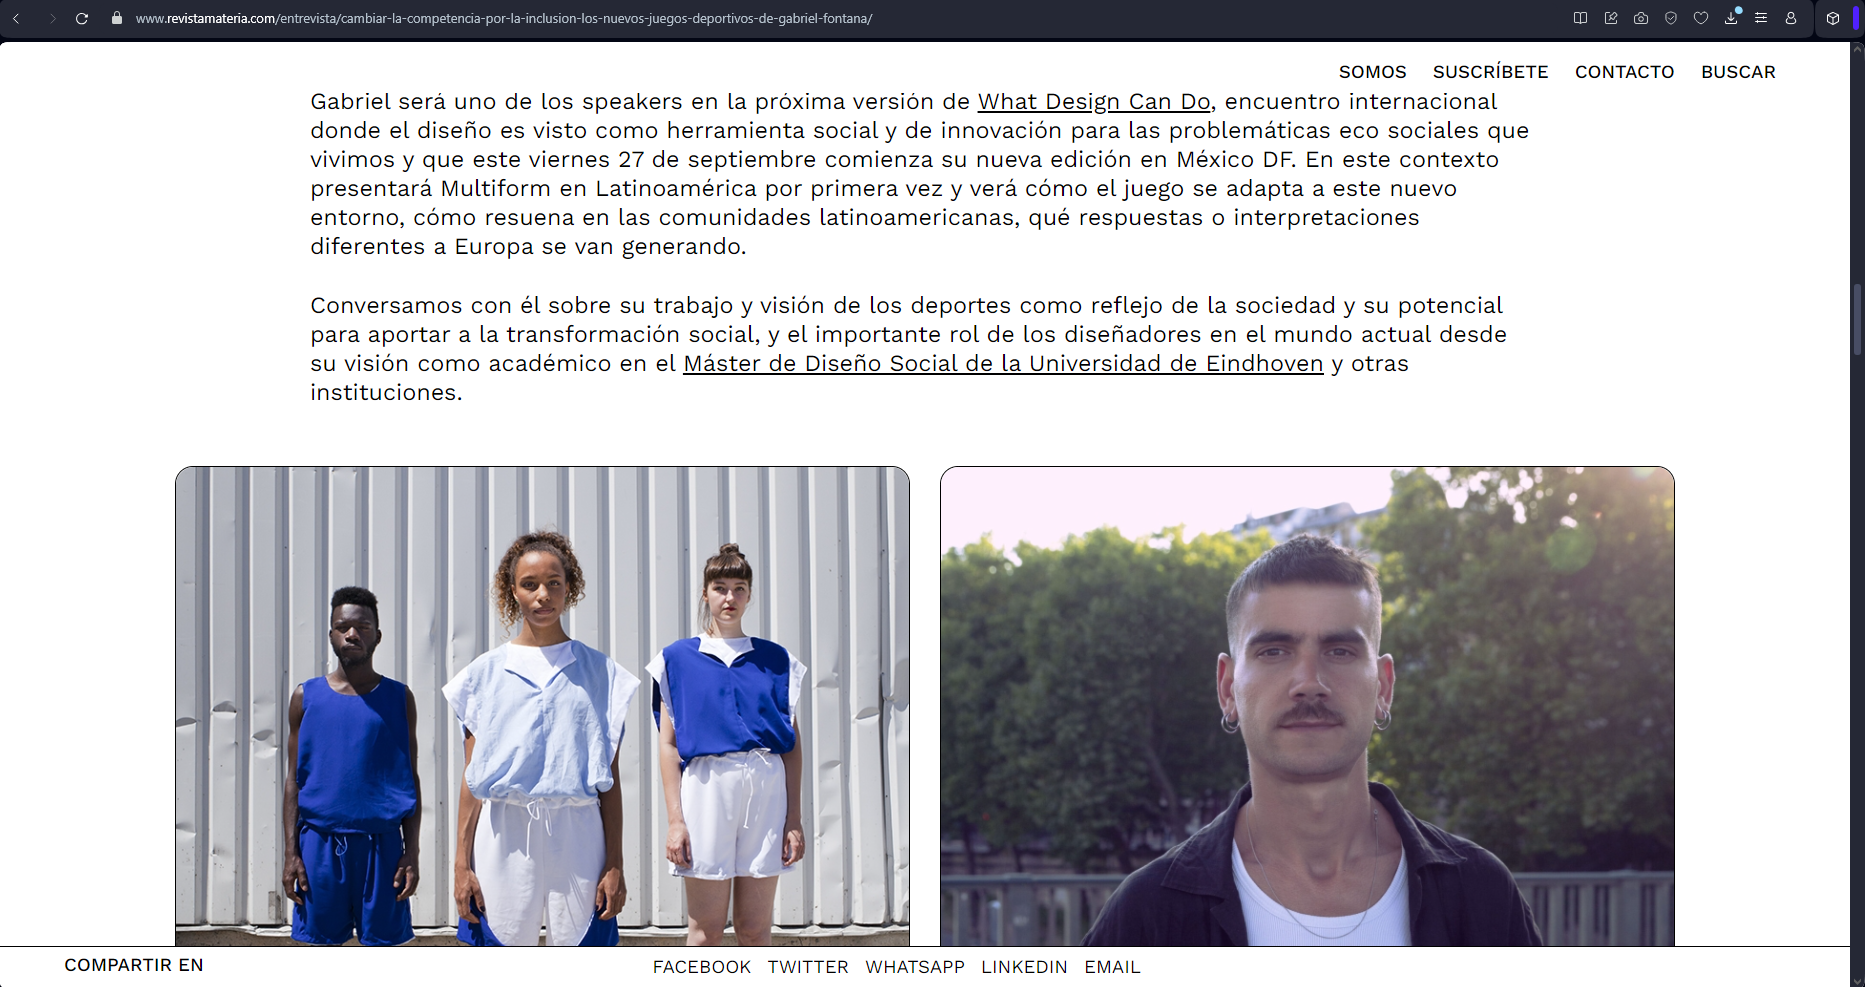 www.revistamateria.com/entrevista/cambiar-la-competencia-por-la-inclusion-los-nuevos-juegos-deportivos-de-gabriel-fontana/
SOMOS SUSCRÍBETE CONTACTO BUSCAR
Gabriel será uno de los speakers en la próxima versión de What Design Can Do, encuentro internacional
donde el diseño es visto como herramienta social y de innovación para las problemáticas eco sociales que
vivimos y que este viernes 27 de septiembre comienza su nueva edición en México DF. En este contexto
presentará Multiform en Latinoamérica por primera vez y verá cómo el juego se adapta a este nuevo
entorno, cómo resuena en las comunidades latinoamericanas, qué respuestas o interpretaciones
diferentes a Europa se van generando.
Conversamos con él sobre su trabajo y visión de los deportes como reflejo de la sociedad y su potencial
para aportar a la transformación social, y el importante rol de los diseñadores en el mundo actual desde
su visión como académico en el Máster de Diseño Social de la Universidad de Eindhoven y otras
instituciones.
COMPARTIR EN
FACEBOOK TWITTER WHATSAPP LINKEDIN EMAIL